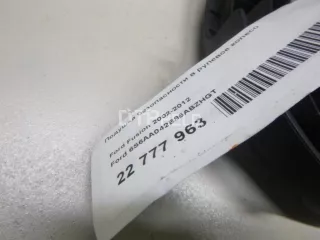 Подушка безопасности в рулевое колесо
Ford Fusion 2002-2012
Ford 6S6AA042B85ABZHGT
22 777 963